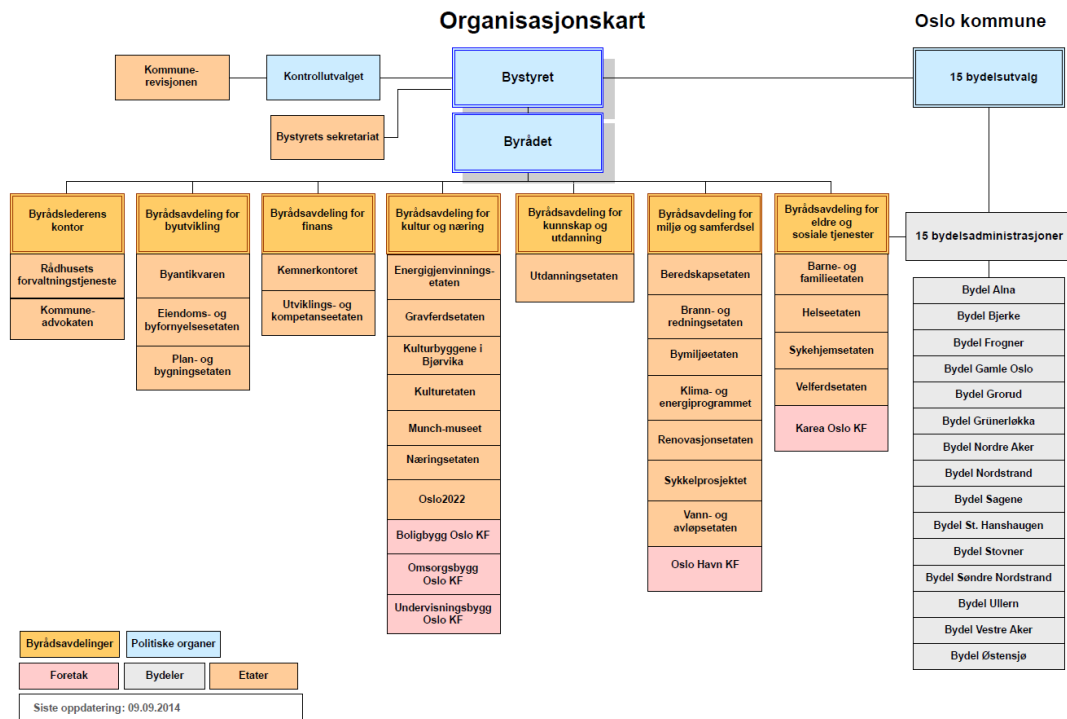 Organisasjonskart
Oslo kommune
Kommune-
revisjonen
Kontrollutvalget
Bystyret
15 bydelsutvalg
Bystyrets sekretariat
Byrådet
Byrådslederens
kontor
Rådhusets
forvaltningstjeneste
Kommune-
advokaten
Byrådsavdeling for
byutvikling
Byantikvaren
Eiendoms- og
byfornyelsesetaten
Plan- og
bygningsetaten
Byrådsavdeling for
finans
Kemnerkontoret
Utviklings- og
kompetanseetaten
Byrådsavdeling for
kultur og næring
Energigjenvinnings-
etaten
Gravferdsetaten
Kulturbyggene i
Bjørvika
Kulturetaten
Munch-museet
Næringsetaten
Oslo2022
Boligbygg Oslo KF
Omsorgsbygg
Oslo KF
Undervisningsbygg
Oslo KF
Byrådsavdeling for
kunnskap og
utdanning
Utdanningsetaten
Byrådsavdeling for
miljø og samferdsel
Beredskapsetaten
Brann- og
redningsetaten
Bymiljøetaten
Klima- og
energiprogrammet
Renovasjonsetaten
Sykkelprosjektet
Vann- og
avløpsetaten
Oslo Havn KF
Byrådsavdeling for
eldre og
sosiale tjenester
Barne- og
familieetaten
Helseetaten
Sykehjemsetaten
Velferdsetaten
Karea Oslo KF
15 bydelsadministrasjoner
Bydel Alna
Bydel Bjerke
Bydel Frogner
Bydel Gamle Oslo
Bydel Grorud
Bydel Grünerløkka
Bydel Nordre Aker
Bydel Nordstrand
Bydel Sagene
Bydel St. Hanshaugen
Bydel Stovner
Bydel Søndre Nordstrand
Bydel Ullern
Bydel Vestre Aker
Bydel Østensjø
Byrådsavdelinger
Politiske organer
Foretak
Bydeler
Etater
Siste oppdatering: 09.09.2014